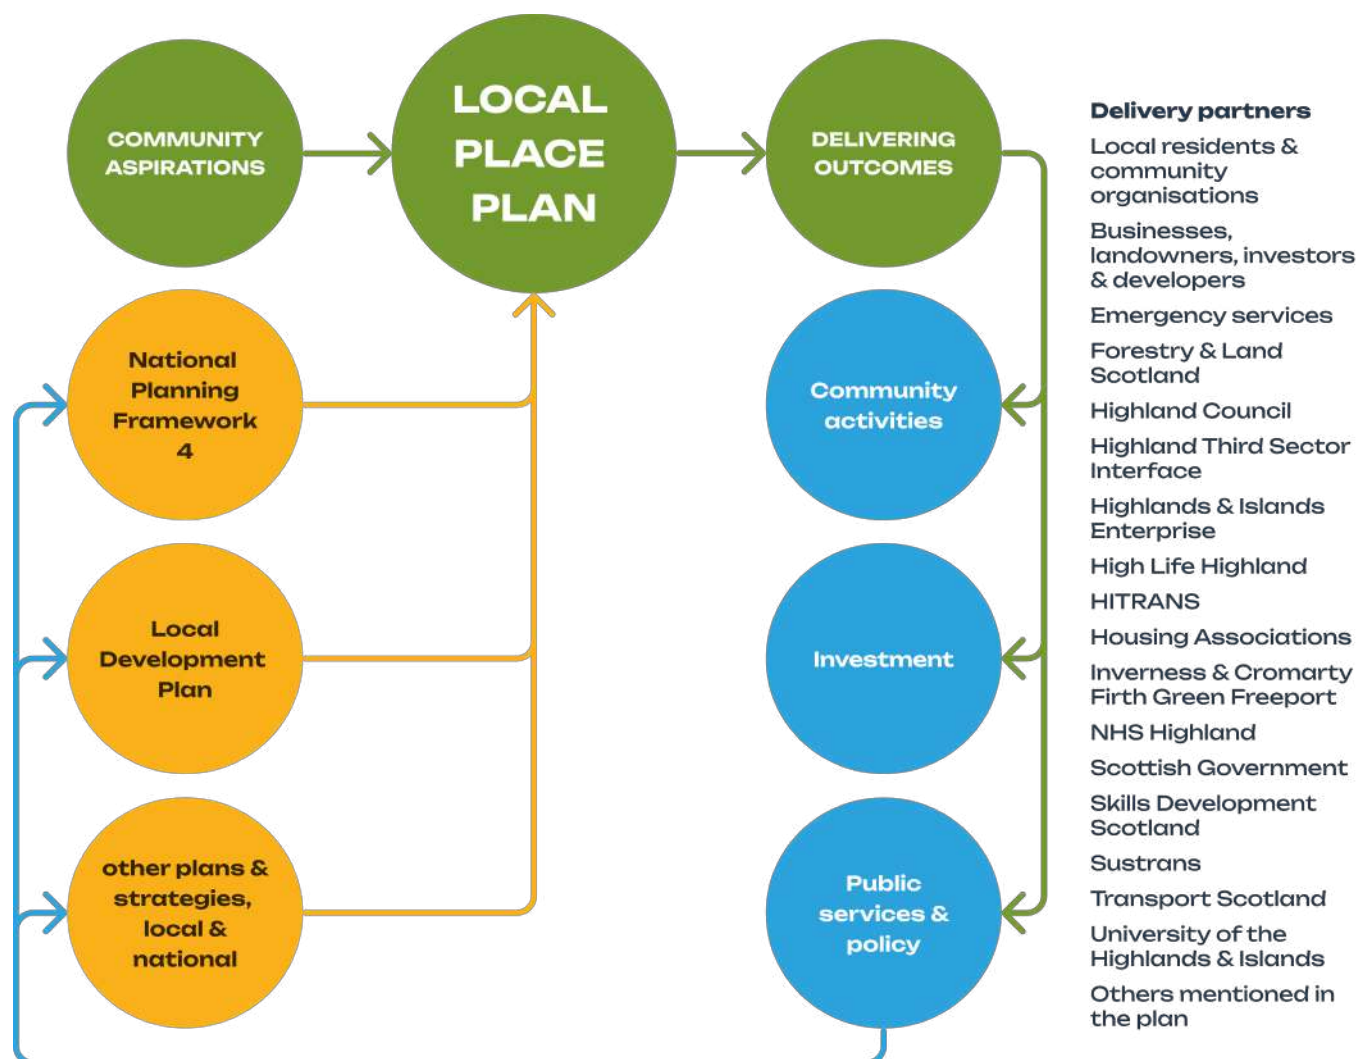 COMMUNITY
ASPIRATIONS
LOCAL
PLACE
PLAN
DELIVERING
OUTCOMES
National
Planning
Framework
4
Local
Development
Plan
other plans &
strategies,
local &
national
Community
activities
Investment
Public
services &
policy
Delivery partners
Local residents &
community
organisations
Businesses,
landowners, investors
& developers
Emergency services
Forestry & Land
Scotland
Highland Council
Highland Third Sector
Interface
Highlands & Islands
Enterprise
High Life Highland
HITRANS
Housing Associations
Inverness & Cromarty
Firth Green Freeport
NHS Highland
Scottish Government
Skills Development
Scotland
Sustrans
Transport Scotland
University of the
Highlands & Islands
Others mentioned in
the plan